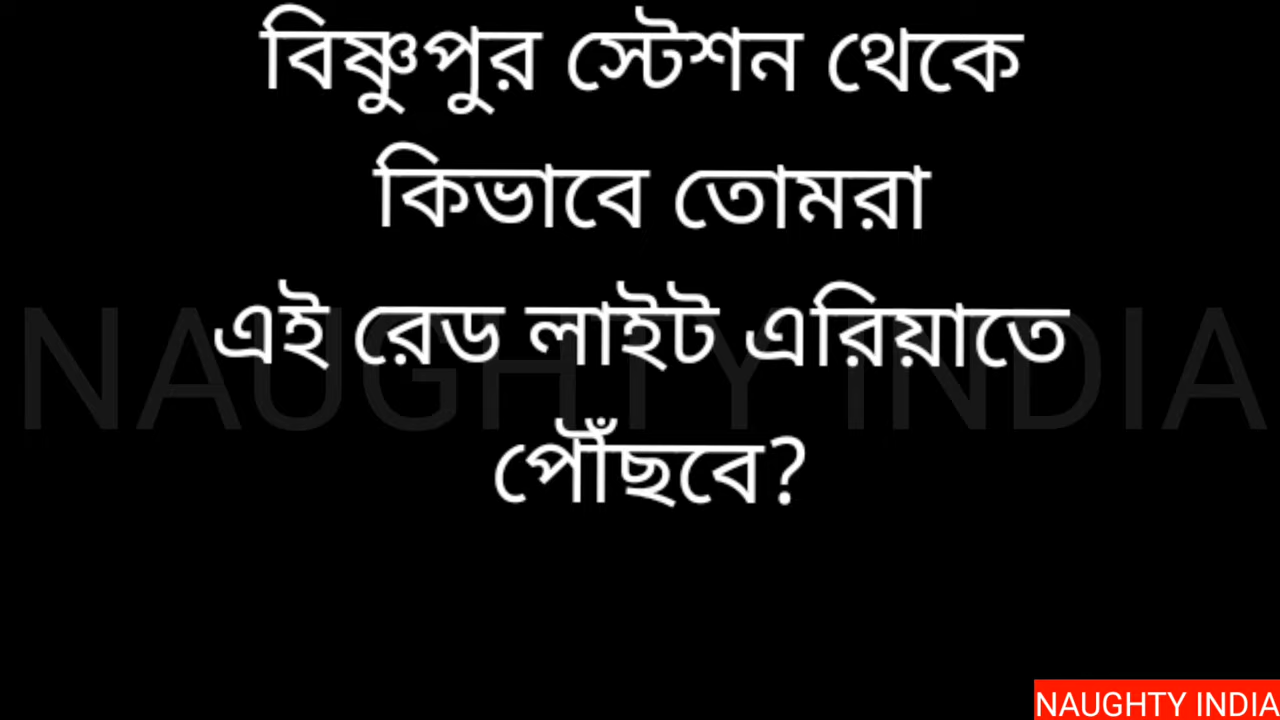 বিষ্ণুপুর স্টেশন থেকে
কিভাবে তোমরা
এই রেড লাইট এরিয়াতে
NAUGHTY INDIA
পৌঁছবে?
NAUGHTY INDIA